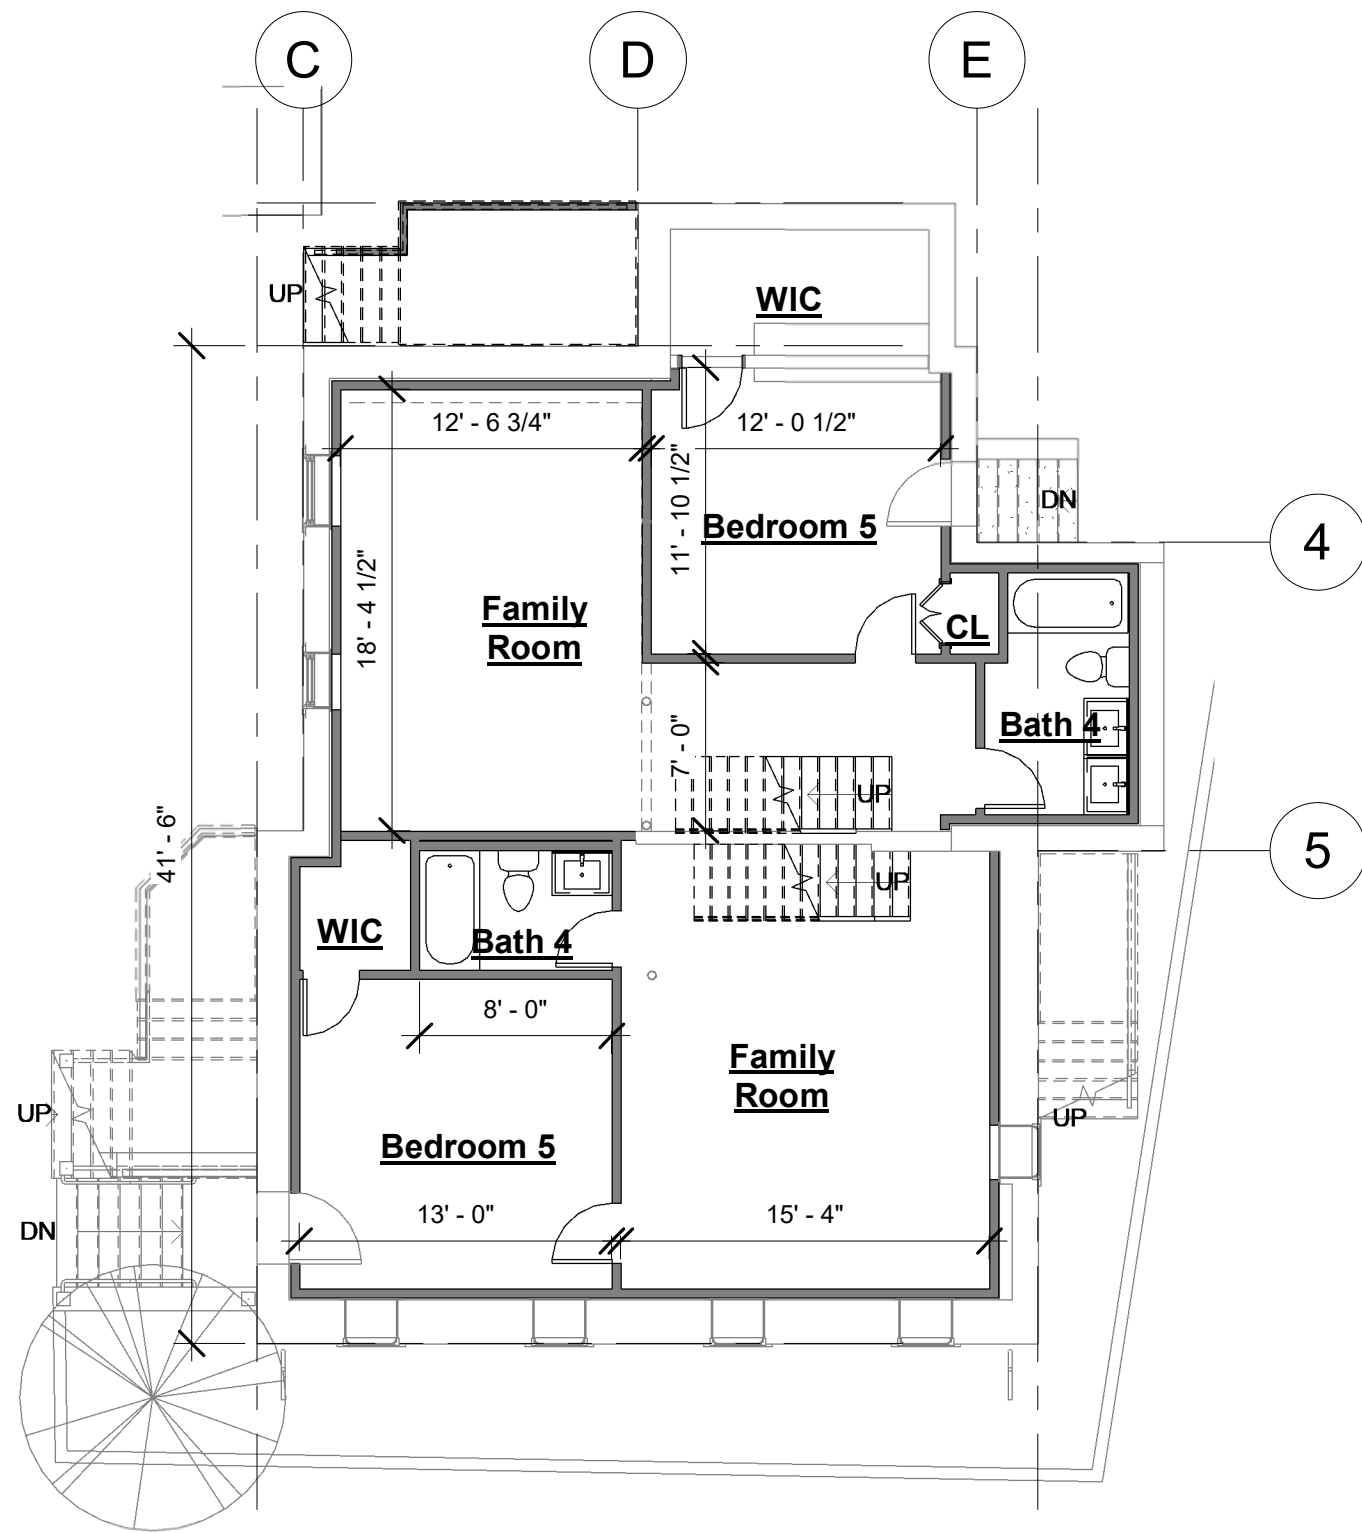 C
D
E
UP
WIC
12' - 6 3/4"
12' - 0 1/2"
11' - 10 1/2"
DN
Bedroom 5
4
18' - 4 1/2"
Family
Room
CL
Bath 4
7' - 0"
UP
41' - 6"
5
UP
WIC
Bath 4
8' - 0"
Family
Room
UP
UP
Bedroom 5
13' - 0"
15' - 4"
DN